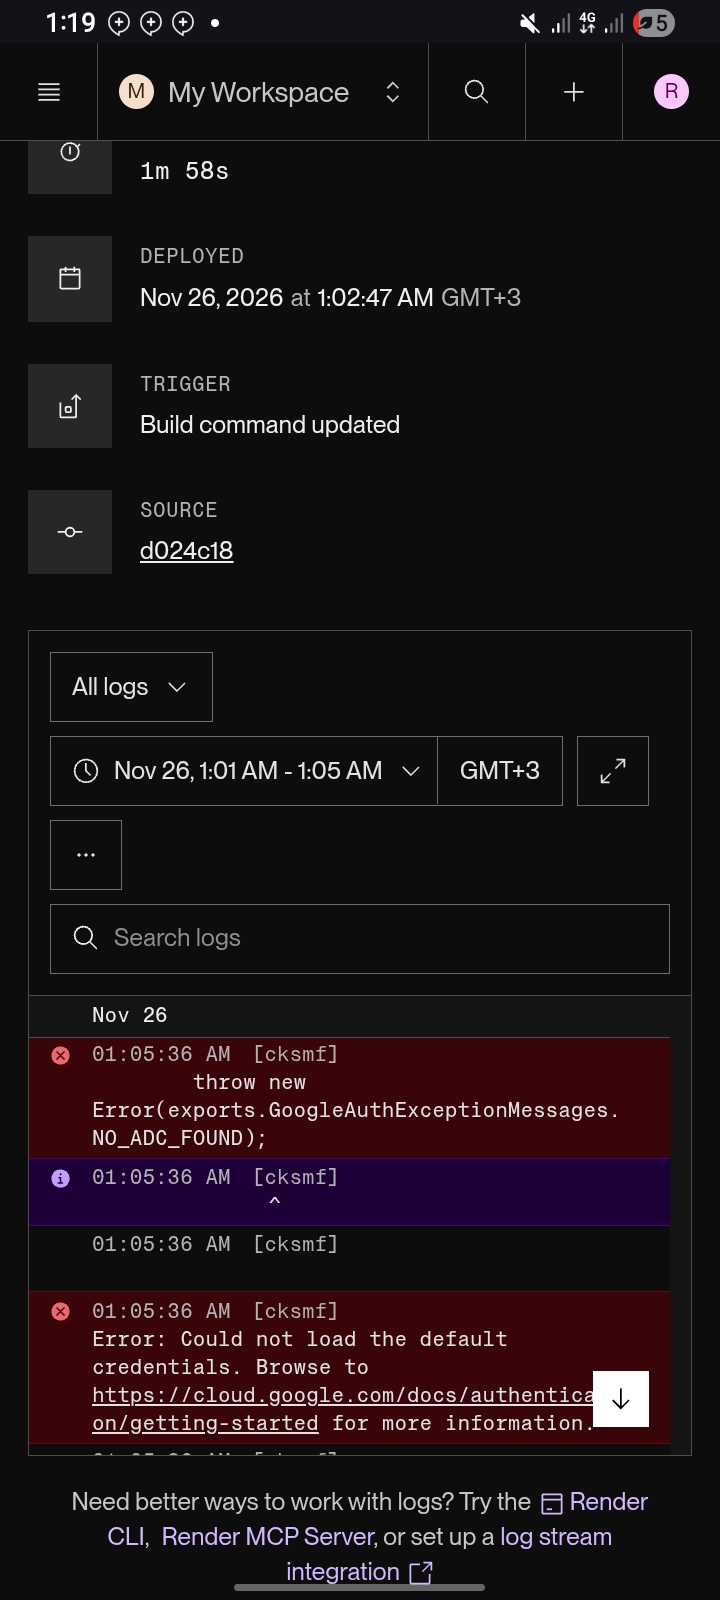 1:19
4G
5
M My Workspace
R
1m 58s
DEPLOYED
Nov 26, 2026 at 1:02:47 AM GMT+3
TRIGGER
Build command updated
SOURCE
d024c18
All logs
Nov 26, 1:01 AM - 1:05 AM
GMT+3
...
Search logs
Nov 26
01:05:36 AM [cksmf]
throw new
Error(exports.GoogleAuthExceptionMessages.
NO_ADC_FOUND);
01:05:36 AM [cksmf]
^
01:05:36 AM [cksmf]
01:05:36 AM [cksmf]
Error: Could not load the default
credentials. Browse to
https://cloud.google.com/docs/authentica
on/getting-started for more information.
Need better ways to work with logs? Try the Render
CLI, Render MCP Server, or set up a log stream
integration